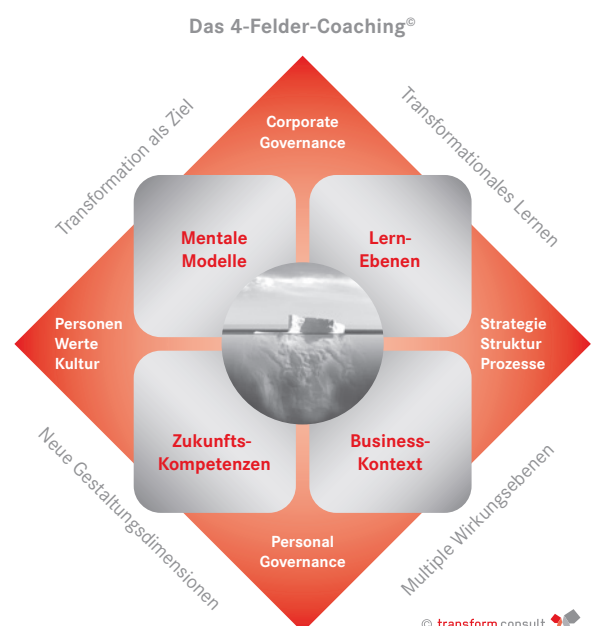 Das 4-Felder-Coaching©
Transformation als Ziel
Transformationales Lernen
Corporate
Governance
Mentale
Modelle
Lern-
Ebenen
Personen
Werte
Kultur
Strategie
Struktur
Prozesse
Zukunfts-
Kompetenzen
Business-
Kontext
Neue Gestaltungsdimensionen
Multiple Wirkungsebenen
Personal
Governance
© transform consult